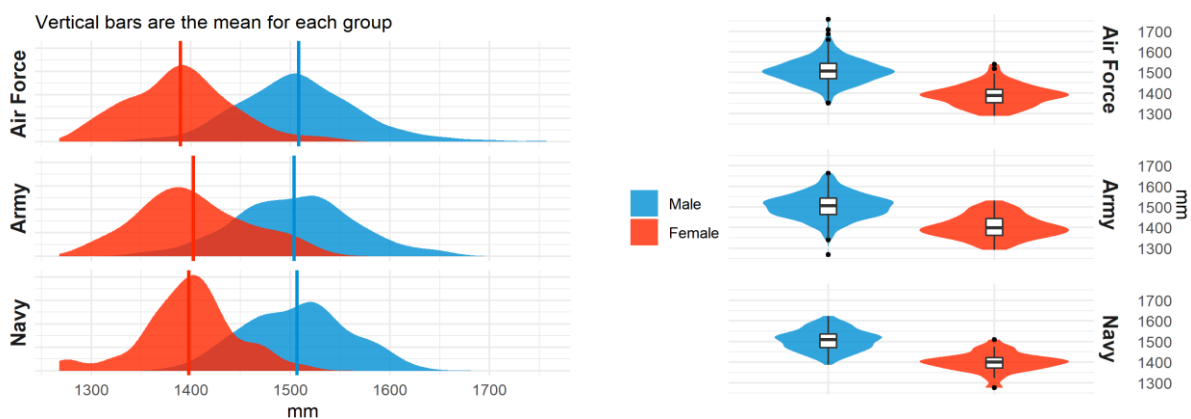 Vertical bars are the mean for each group
Air Force
Army
Navy
1300 1400 1500 1600 1700
mm
Male
Female
Air Force
1700
1600
1500
1400
1300
Army
1700
1600
1500
1400
1300
mm
Navy
1700
1600
1500
1400
1300